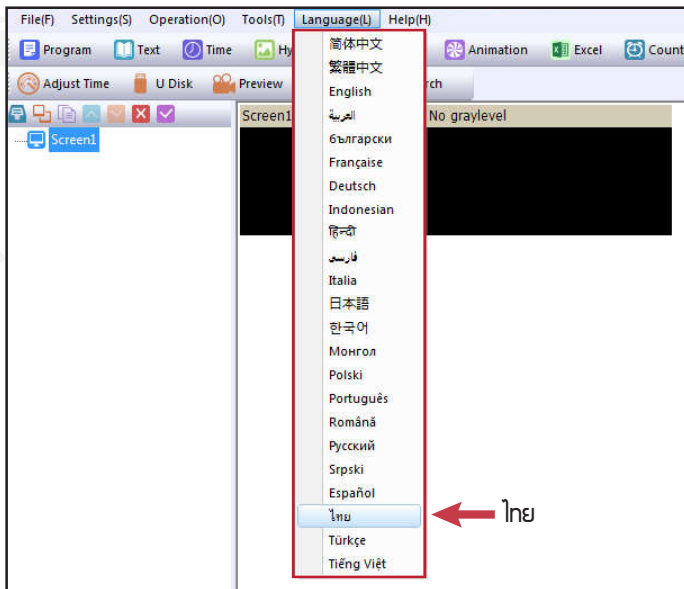 File(F) Settings(S) Operation(O) Tools(T) Language(L) Help(H)
Program Text Time Hy Animation Excel Count
Adjust Time U Disk Preview rch
Screen1 No graylevel
Screen1
简体中文
繁體中文
English
العربية
български
Française
Deutsch
Indonesian
हिन्दी
فارسی
Italia
日本語
한국어
Монгол
Polski
Português
Română
Русский
Srpski
Español
ไทย
ไทย
Türkçe
Tiếng Việt